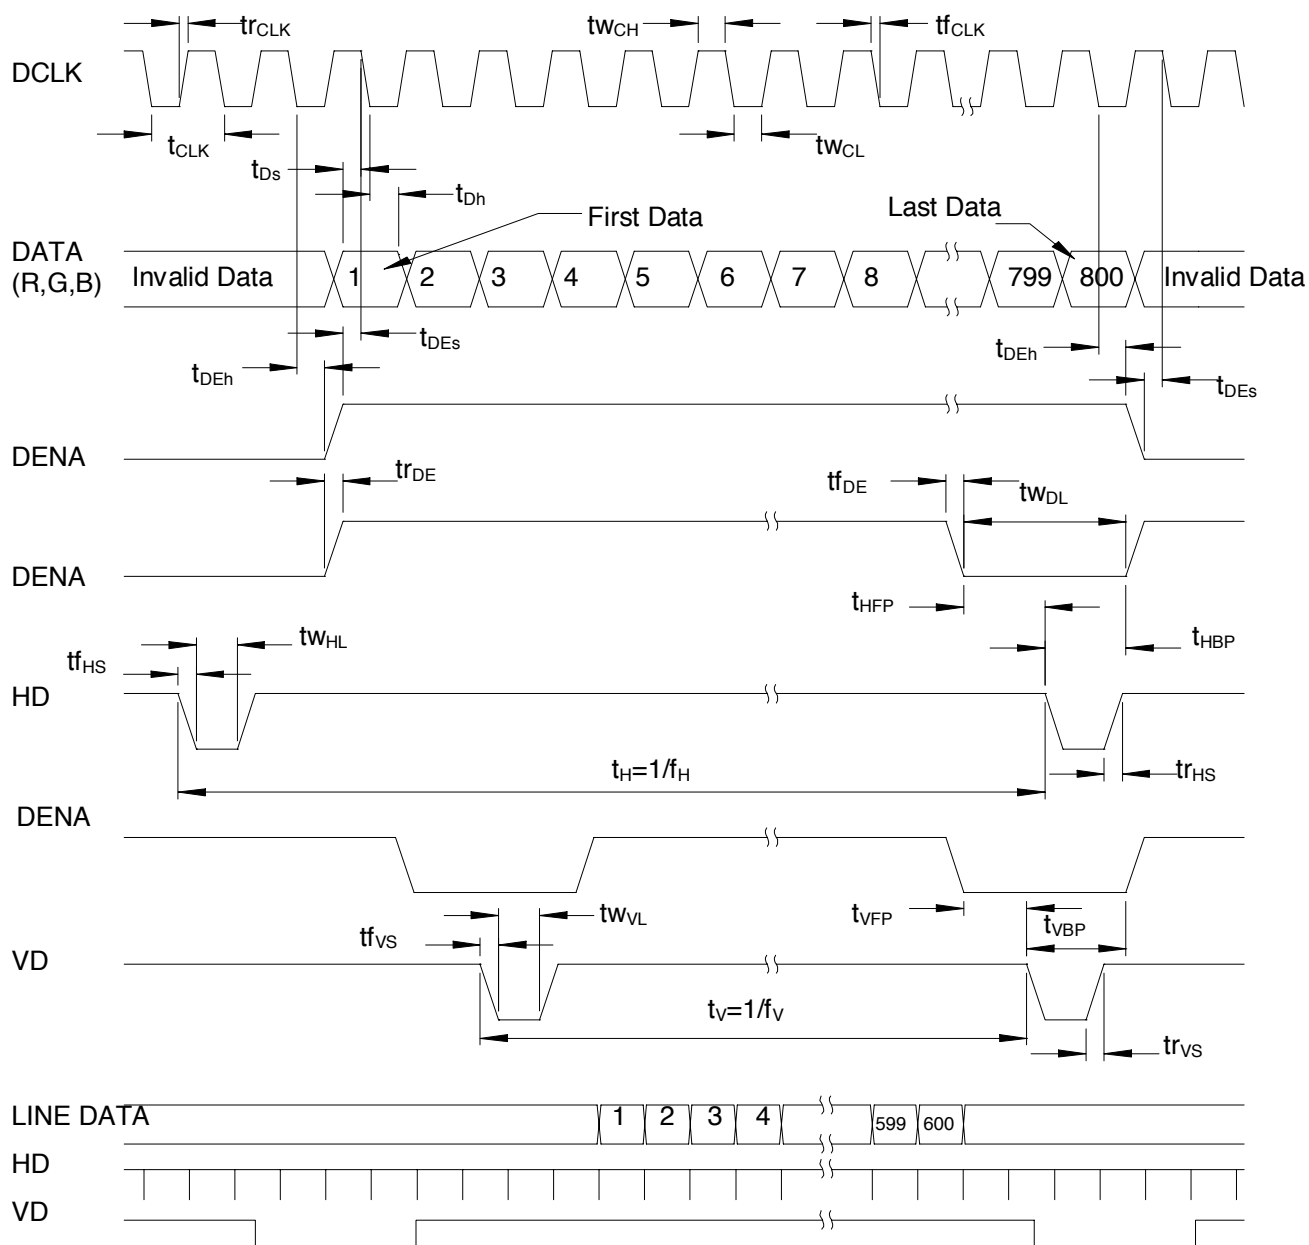 trCLK
twCH
tfCLK
DCLK
tCLK
twCL
tDs
tDh
First Data
Last Data
DATA
(R,G,B)
Invalid Data 1 2 3 4 5 6 7 8 799 800 Invalid Data
tDEs
tDEh
tDEh
tDEs
DENA
trDE
tfDE
twDL
DENA
tHFP
twHL
tHBP
tfHS
HD
tH=1/fH
trHS
DENA
twVL
tVFP
tVBP
tfVS
VD
tV=1/fV
trVS
LINE DATA 1 2 3 4 599 600
HD
VD